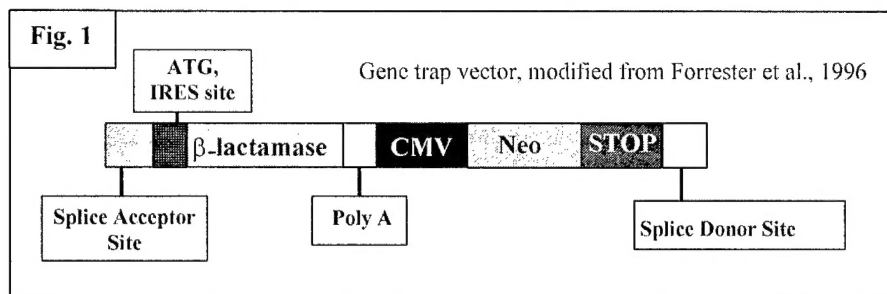 Fig. 1
ATG,
IRES site
Gene trap vector, modified from Forrester et al., 1996
β-lactamase
CMV
Neo
STOP
Splice Acceptor
Site
Poly A
Splice Donor Site